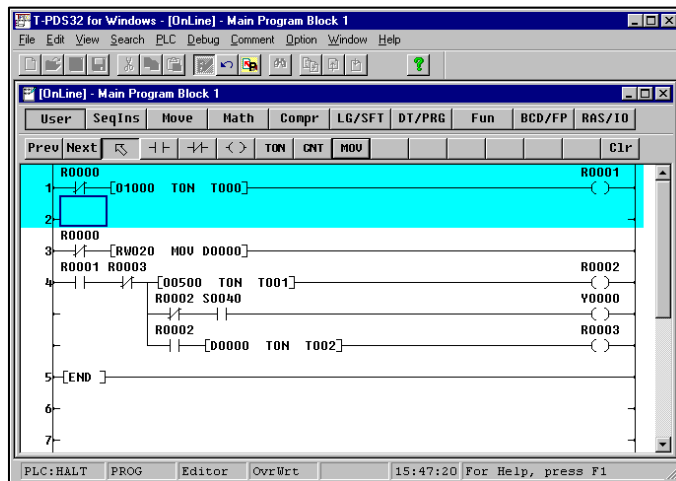 T-PDS32 for Windows - [OnLine] - Main Program Block 1
File Edit View Search PLC Debug Comment Option Window Help
[OnLine] - Main Program Block 1
User SeqIns Move Math Compr LG/SFT DT/PRG Fun BCD/FP RAS/IO
Prev Next TON CNT MOV Clr
R0000 R0001
1 [01000 TON T000]
2
R0000
3 [RW020 MOV D0000]
R0001 R0003 R0002
4 [00500 TON T001]
R0002 S0040 Y0000
R0002 R0003
[D0000 TON T002]
5 [END ]
6
7
PLC:HALT PROG Editor OvrWrt 15:47:20 For Help, press F1